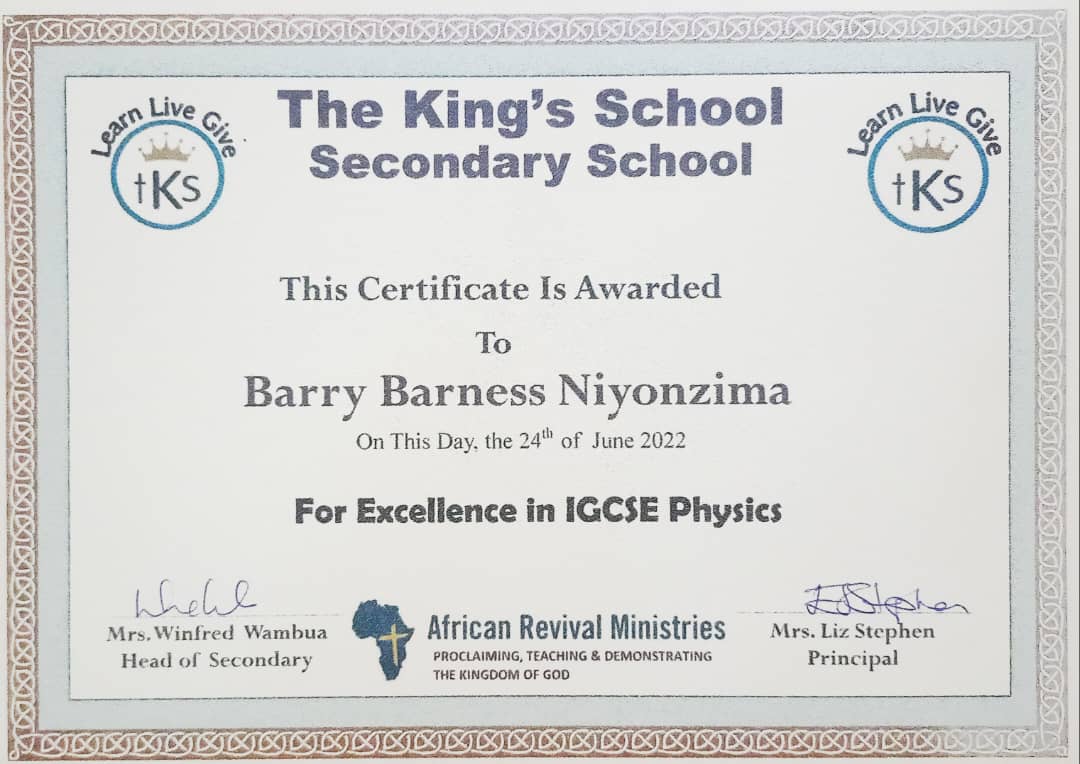 Learn Live Give
tKS
The King's School
Secondary School
Learn Live Give
tKS
This Certificate Is Awarded
To
Barry Barness Niyonzima
On This Day, the 24th of June 2022
For Excellence in IGCSE Physics
Mrs. Winfred Wambua
Head of Secondary
African Revival Ministries
PROCLAIMING, TEACHING & DEMONSTRATING
THE KINGDOM OF GOD
EdStephen
Mrs. Liz Stephen
Principal